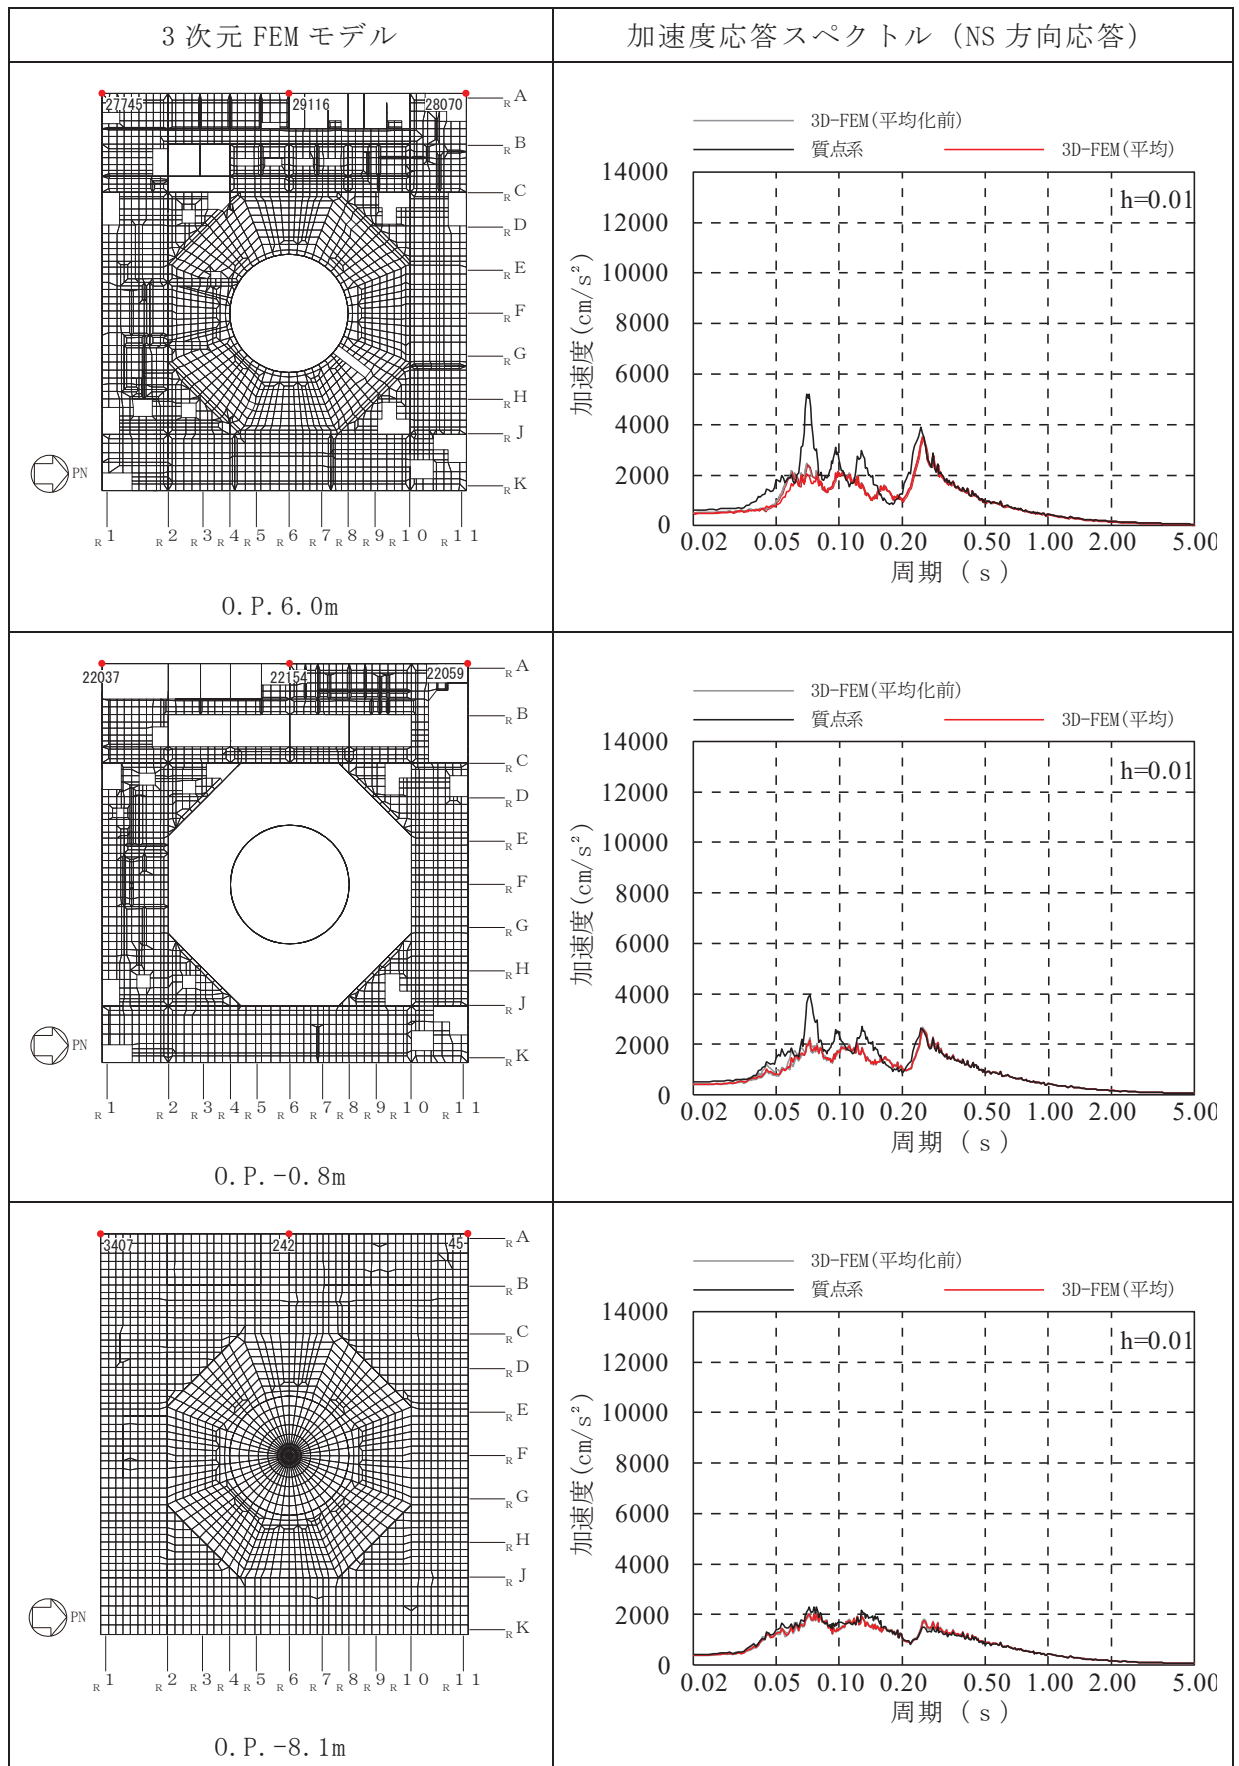 3次元 FEM モデル
加速度応答スペクトル (NS 方向応答)
27745
29116
28070
RA
RB
RC
RD
RE
RF
RG
RH
RJ
RK
PN
R1 R2 R3 R4 R5 R6 R7 R8 R9 R10 R11
O.P.6.0m
3D-FEM(平均化前)
質点系
3D-FEM(平均)
14000
h=0.01
12000
10000
8000
6000
4000
2000
0
加速度(cm/s²)
0.02 0.05 0.10 0.20 0.50 1.00 2.00 5.00
周期 (s)
22037
22154
22059
RA
RB
RC
RD
RE
RF
RG
RH
RJ
RK
PN
R1 R2 R3 R4 R5 R6 R7 R8 R9 R10 R11
O.P.-0.8m
3D-FEM(平均化前)
質点系
3D-FEM(平均)
14000
h=0.01
12000
10000
8000
6000
4000
2000
0
加速度(cm/s²)
0.02 0.05 0.10 0.20 0.50 1.00 2.00 5.00
周期 (s)
3407
242
45
RA
RB
RC
RD
RE
RF
RG
RH
RJ
RK
PN
R1 R2 R3 R4 R5 R6 R7 R8 R9 R10 R11
O.P.-8.1m
3D-FEM(平均化前)
質点系
3D-FEM(平均)
14000
h=0.01
12000
10000
8000
6000
4000
2000
0
加速度(cm/s²)
0.02 0.05 0.10 0.20 0.50 1.00 2.00 5.00
周期 (s)